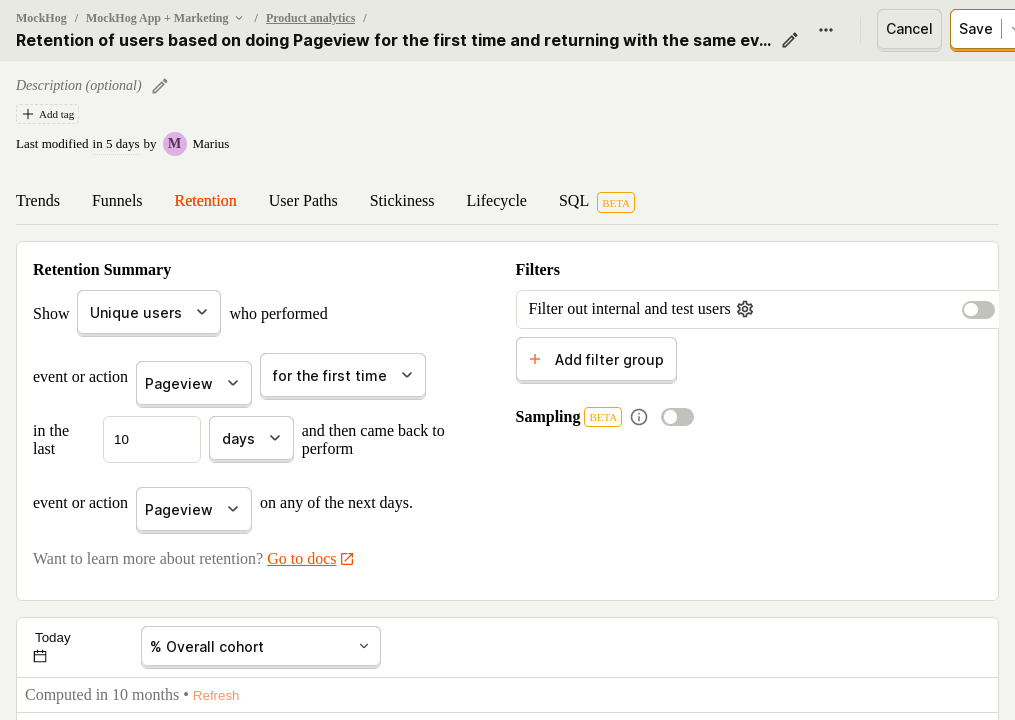 MockHog / MockHog App + Marketing / Product analytics /
Retention of users based on doing Pageview for the first time and returning with the same ev...
Cancel
Save
Description (optional)
Add tag
Last modified in 5 days by M Marius
Trends Funnels Retention User Paths Stickiness Lifecycle SQL BETA
Retention Summary
Show Unique users who performed
event or action Pageview for the first time
in the last 10 days and then came back to perform
event or action Pageview on any of the next days.
Want to learn more about retention? Go to docs
Filters
Filter out internal and test users
Add filter group
Sampling BETA
Today
% Overall cohort
Computed in 10 months • Refresh